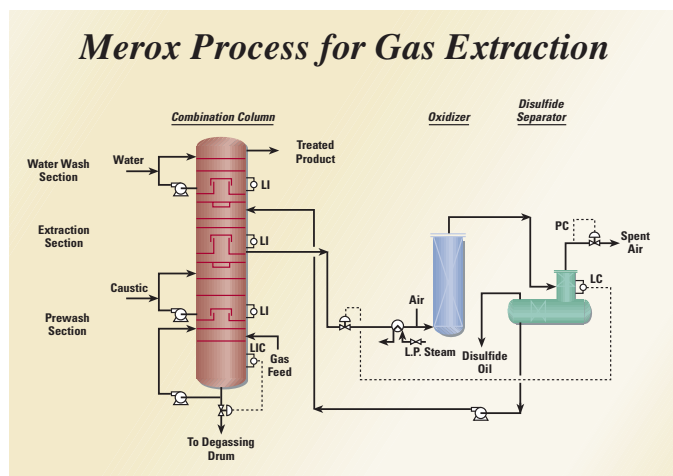 Merox Process for Gas Extraction
Combination Column
Oxidizer
Disulfide
Separator
Water Wash
Section
Water
Treated
Product
LI
Extraction
Section
LI
PC
Spent
Air
LC
Caustic
Prewash
Section
LI
Air
LIC
Gas
Feed
L.P. Steam
Disulfide
Oil
To Degassing
Drum